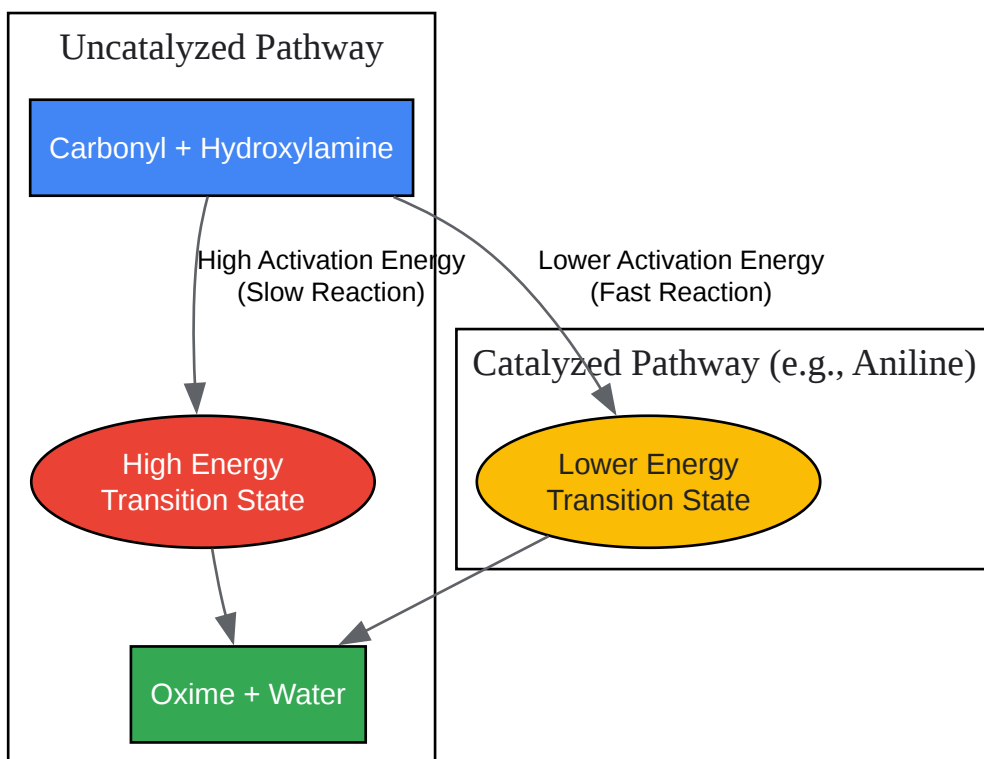 Uncatalyzed Pathway
Carbonyl + Hydroxylamine
High Activation Energy
(Slow Reaction)
Lower Activation Energy
(Fast Reaction)
Catalyzed Pathway (e.g., Aniline)
High Energy
Transition State
Lower Energy
Transition State
Oxime + Water